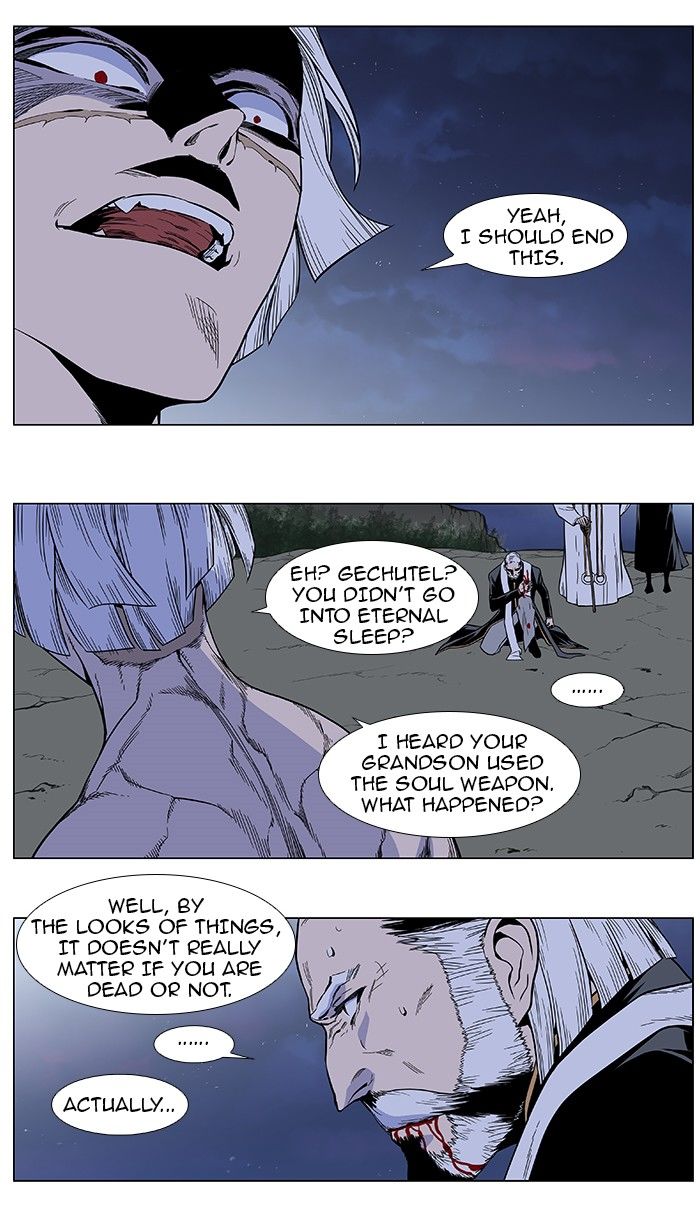 YEAH,
I SHOULD END
THIS.
EH? GECHUTEL?
YOU DIDN'T GO
INTO ETERNAL
SLEEP?
......
I HEARD YOUR
GRANDSON USED
THE SOUL WEAPON.
WHAT HAPPENED?
WELL, BY
THE LOOKS OF THINGS,
IT DOESN'T REALLY
MATTER IF YOU ARE
DEAD OR NOT.
......
ACTUALLY...